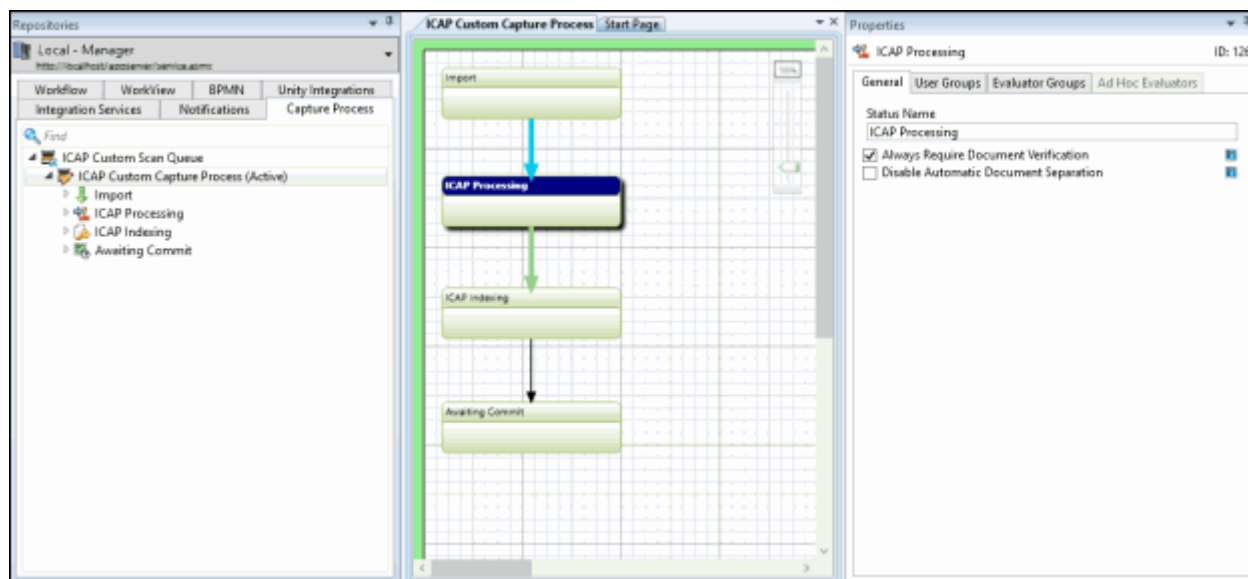 Repositories
Local - Manager
http://localhost/appserver/service.asmx
Workflow WorkView BPMN Unity Integrations
Integration Services Notifications Capture Process
Find
ICAP Custom Scan Queue
ICAP Custom Capture Process (Active)
Import
ICAP Processing
ICAP Indexing
Awaiting Commit
ICAP Custom Capture Process Start Page
Import
100%
ICAP Processing
ICAP Indexing
Awaiting Commit
Properties
ICAP Processing ID: 126
General User Groups Evaluator Groups Ad Hoc Evaluators
Status Name
ICAP Processing
Always Require Document Verification
Disable Automatic Document Separation